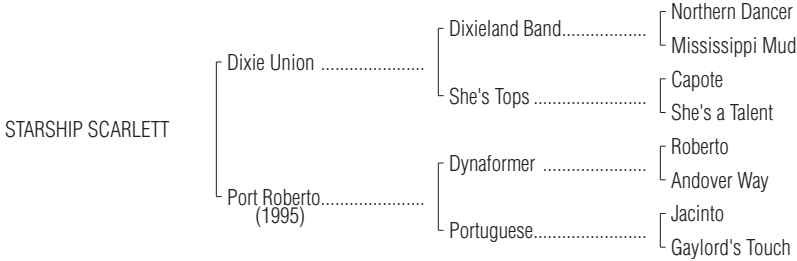 Northern Dancer
Dixieland Band..................
Mississippi Mud
Dixie Union ......................
Capote
She's Tops ........................
She's a Talent
STARSHIP SCARLETT
Roberto
Dynaformer ......................
Andover Way
Port Roberto......................
(1995)
Jacinto
Portuguese........................
Gaylord's Touch